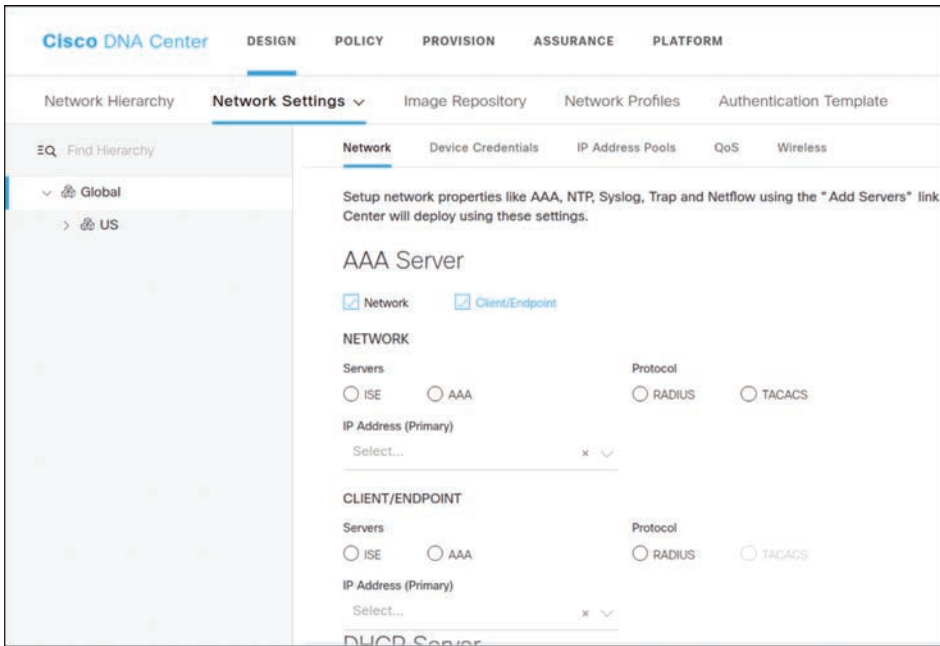 Cisco DNA Center DESIGN POLICY PROVISION ASSURANCE PLATFORM
Network Hierarchy Network Settings Image Repository Network Profiles Authentication Template
Find Hierarchy
Global
US
Network Device Credentials IP Address Pools QoS Wireless
Setup network properties like AAA, NTP, Syslog, Trap and Netflow using the "Add Servers" link
Center will deploy using these settings.
AAA Server
Network Client/Endpoint
NETWORK
Servers Protocol
ISE AAA RADIUS TACACS
IP Address (Primary)
Select...
CLIENT/ENDPOINT
Servers Protocol
ISE AAA RADIUS TACACS
IP Address (Primary)
Select...
DHCP Server